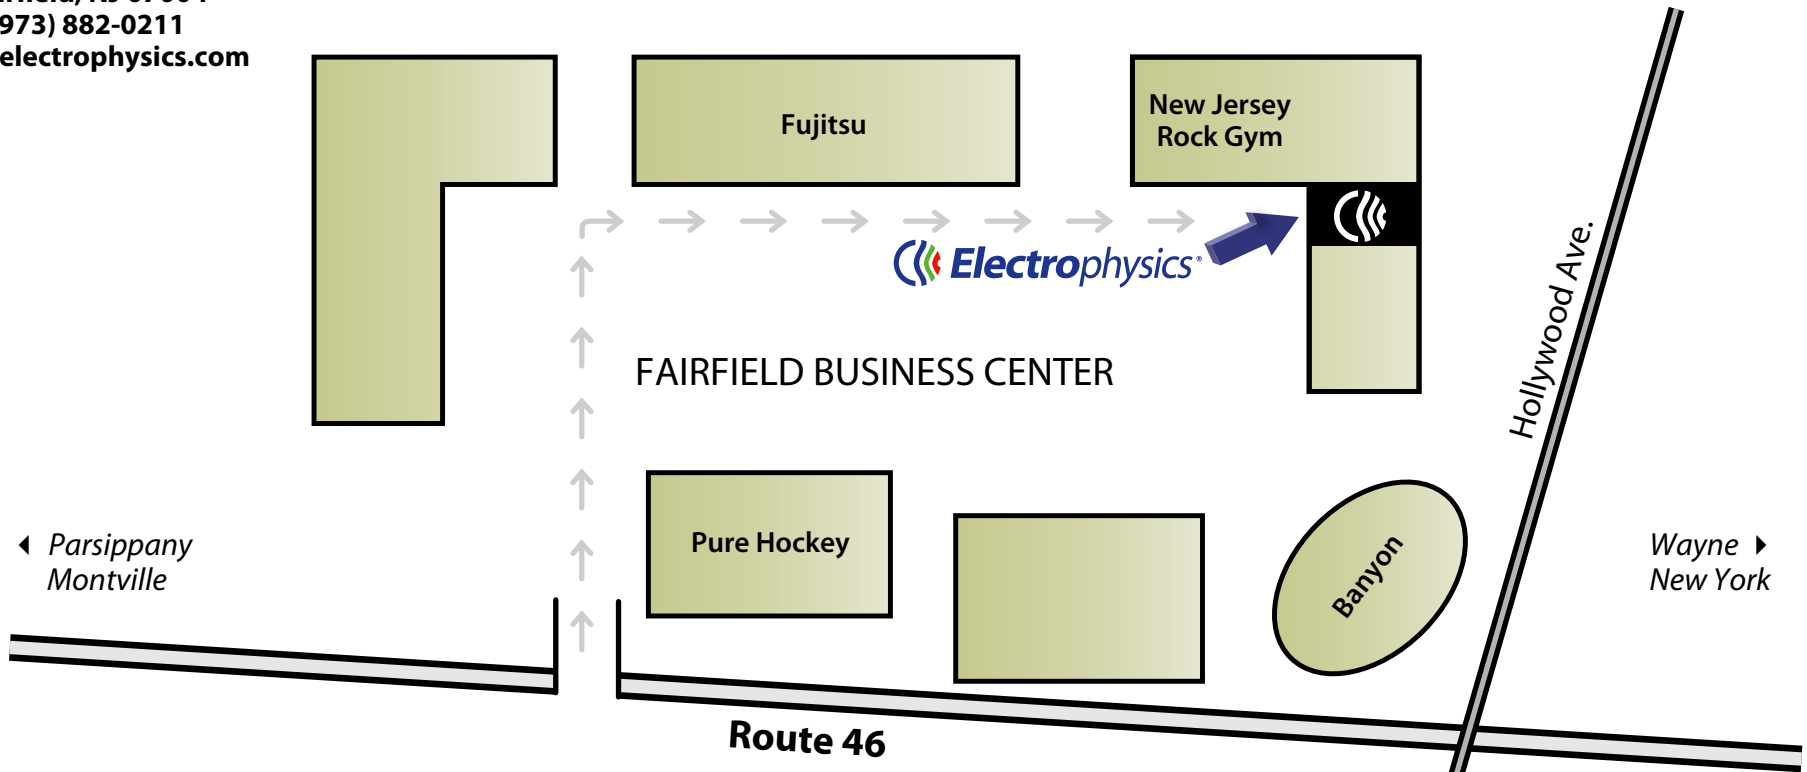 973) 882-0211
electrophysics.com
Fujitsu
New Jersey
Rock Gym
Electrophysics®
Hollywood Ave.
FAIRFIELD BUSINESS CENTER
Pure Hockey
Banyon
Parsippany
Montville
Wayne
New York
Route 46